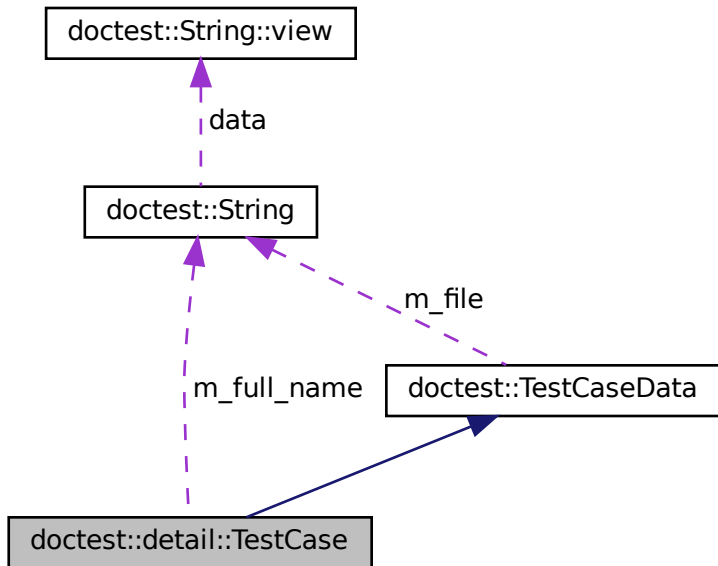 doctest::String::view
data
doctest::String
m_file
m_full_name
doctest::TestCaseData
doctest::detail::TestCase